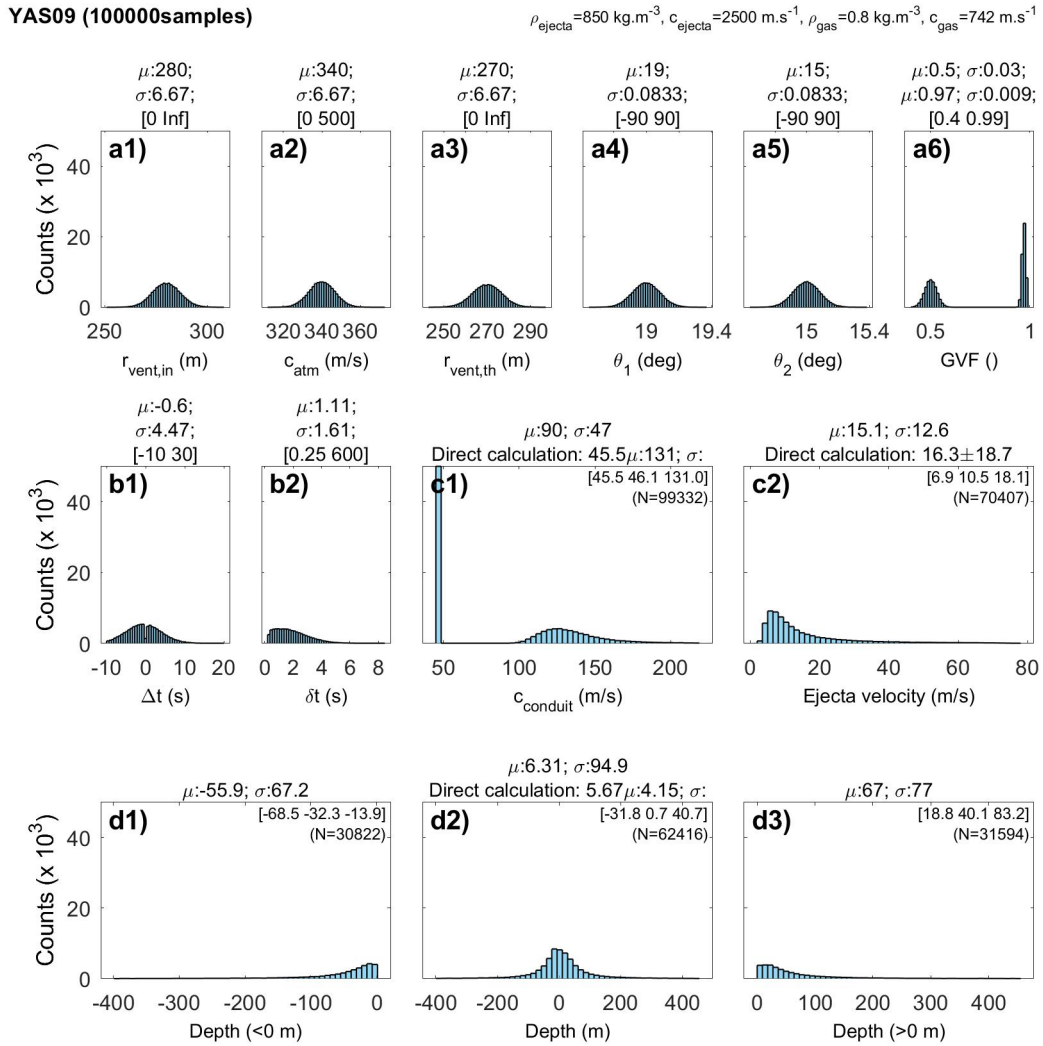 YAS09 (100000samples)
ρejecta=850 kg.m-3, cejecta=2500 m.s-1, ρgas=0.8 kg.m-3, cgas=742 m.s-1
μ:280;
σ:6.67;
[0 Inf]
μ:340;
σ:6.67;
[0 500]
μ:270;
σ:6.67;
[0 Inf]
μ:19;
σ:0.0833;
[-90 90]
μ:15;
σ:0.0833;
[-90 90]
μ:0.5; σ:0.03;
μ:0.97; σ:0.009;
[0.4 0.99]
Counts (x 10^3)
40
20
0
a1)
250 300
rvent,in (m)
a2)
320 340 360
catm (m/s)
a3)
250 270 290
rvent,th (m)
a4)
19 19.4
θ1 (deg)
a5)
15 15.4
θ2 (deg)
a6)
0.5 1
GVF ()
μ:-0.6;
σ:4.47;
[-10 30]
μ:1.11;
σ:1.61;
[0.25 600]
μ:90; σ:47
Direct calculation: 45.5μ:131; σ:
μ:15.1; σ:12.6
Direct calculation: 16.3±18.7
Counts (x 10^3)
40
20
0
b1)
-10 0 10 20
Δt (s)
b2)
0 2 4 6 8
δt (s)
c1)
[45.5 46.1 131.0]
(N=99332)
50 100 150 200
cconduit (m/s)
c2)
[6.9 10.5 18.1]
(N=70407)
0 20 40 60 80
Ejecta velocity (m/s)
μ:-55.9; σ:67.2
μ:6.31; σ:94.9
Direct calculation: 5.67μ:4.15; σ:
μ:67; σ:77
Counts (x 10^3)
40
20
0
d1)
[-68.5 -32.3 -13.9]
(N=30822)
-400 -300 -200 -100 0
Depth (<0 m)
d2)
[-31.8 0.7 40.7]
(N=62416)
-400 -200 0 200 400
Depth (m)
d3)
[18.8 40.1 83.2]
(N=31594)
0 100 200 300 400
Depth (>0 m)